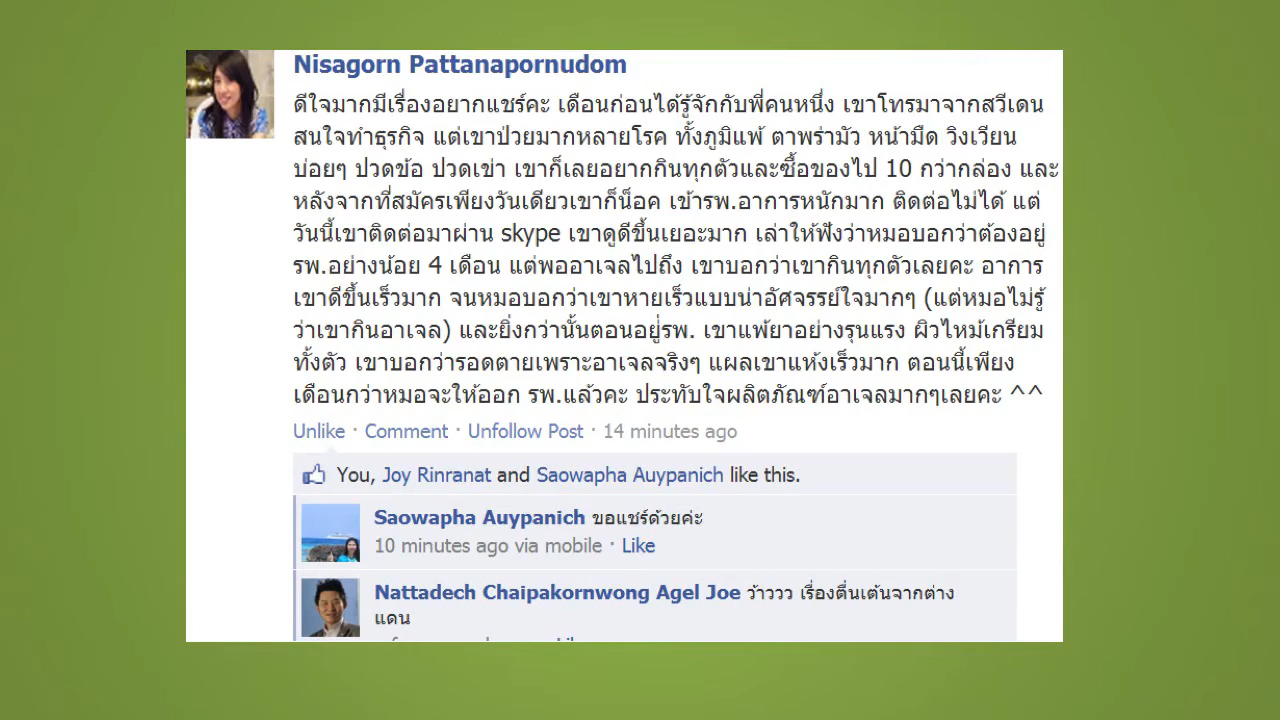 Nisagorn Pattanapornudom
ดีใจมากมีเรื่องอยากแชร์คะ เดือนก่อนได้รู้จักกับพี่คนหนึ่ง เขาโทรมาจากสวีเดน
สนใจทำธุรกิจ แต่เขาป่วยมากหลายโรค ทั้งภูมิแพ้ ตาพร่ามัว หน้ามืด วิงเวียน
บ่อยๆ ปวดข้อ ปวดเข่า เขาก็เลยอยากกินทุกตัวและซื้อของไป 10 กว่ากล่อง และ
หลังจากที่สมัครเพียงวันเดียวเขาก็น็อค เข้ารพ.อาการหนักมาก ติดต่อไม่ได้ แต่
วันนี้เขาติดต่อมาผ่าน skype เขาดูดีขึ้นเยอะมาก เล่าให้ฟังว่าหมอบอกว่าต้องอยู่
รพ.อย่างน้อย 4 เดือน แต่พออาเจลไปถึง เขาบอกว่าเขากินทุกตัวเลยคะ อาการ
เขาดีขึ้นเร็วมาก จนหมอบอกว่าเขาหายเร็วแบบน่าอัศจรรย์ใจมากๆ (แต่หมอไม่รู้
ว่าเขากินอาเจล) และยิ่งกว่านั้นตอนอยู่รพ. เขาแพ้ยาอย่างรุนแรง ผิวไหม้เกรียม
ทั้งตัว เขาบอกว่ารอดตายเพราะอาเจลจริงๆ แผลเขาแห้งเร็วมาก ตอนนี้เพียง
เดือนกว่าหมอจะให้ออก รพ.แล้วคะ ประทับใจผลิตภัณฑ์อาเจลมากๆเลยคะ ^^
Unlike · Comment · Unfollow Post · 14 minutes ago
You, Joy Rinranat and Saowapha Auypanich like this.
Saowapha Auypanich ขอแชร์ด้วยค่ะ
10 minutes ago via mobile · Like
Nattadech Chaipakornwong Agel Joe ว้าววว เรื่องตื่นเต้นจากต่าง
แดน